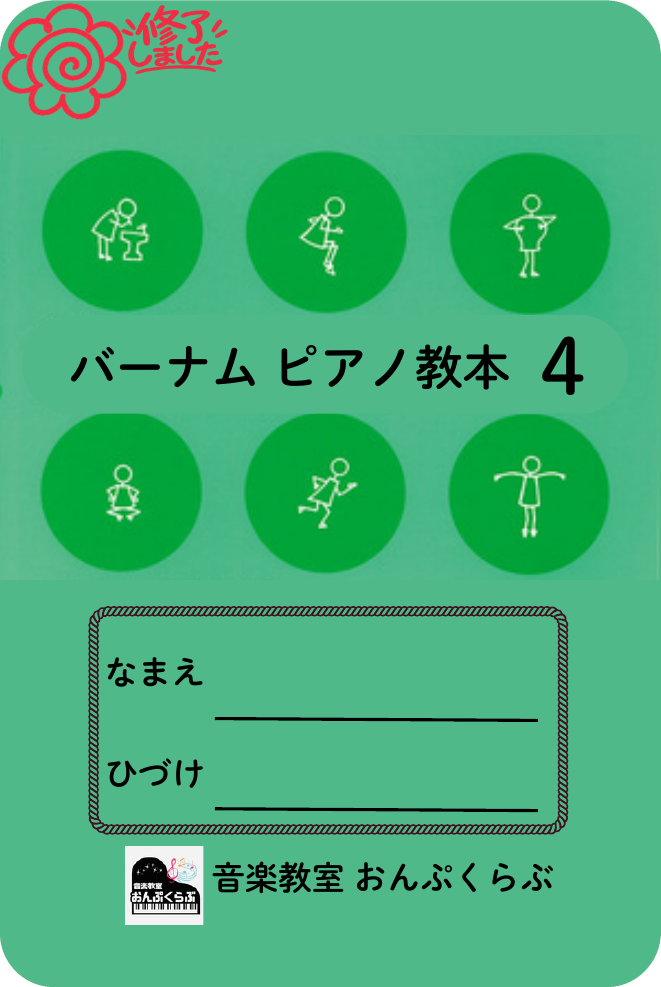 修了
しました
バーナム ピアノ教本 4
なまえ
ひづけ
音楽教室
おんぷくらぶ
音楽教室 おんぷくらぶ